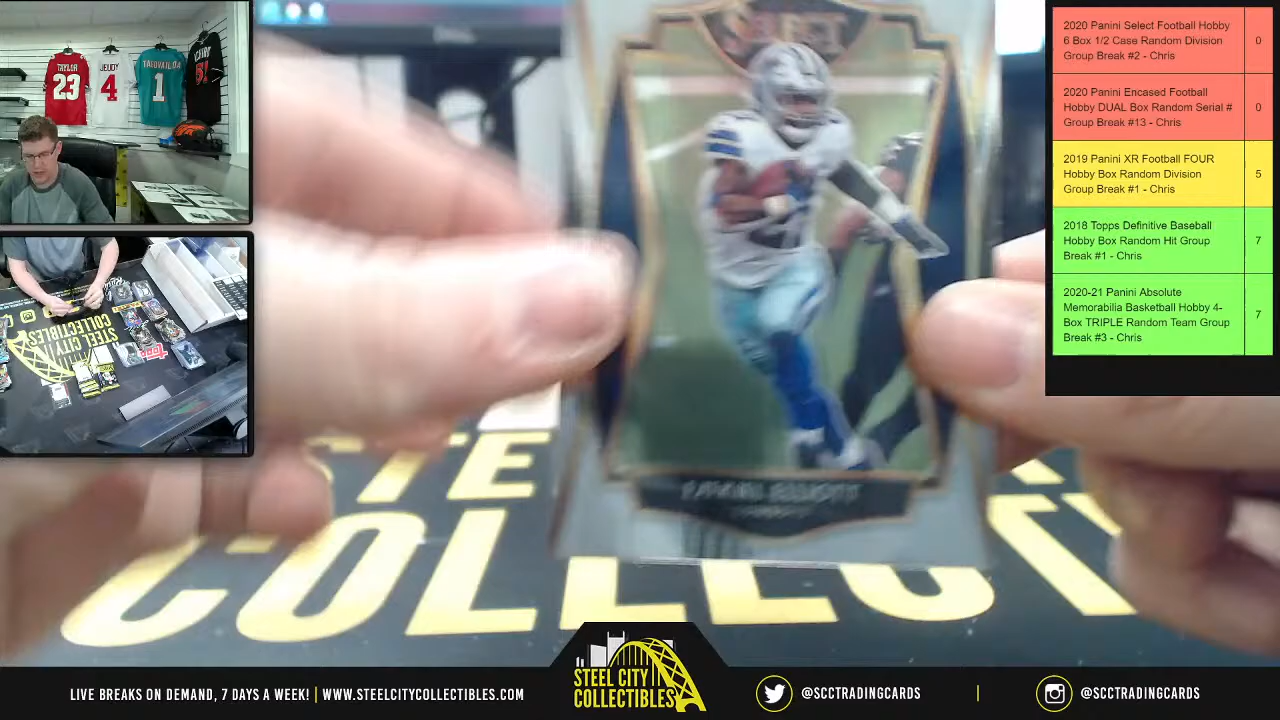 TAYLOR
23
JEUDY
4
TAGOVAILOA
1
51
SELECT
ELLIOTT
STEEL CITY
COLLECTIBLES
2020 Panini Select Football Hobby
6 Box 1/2 Case Random Division
Group Break #2 - Chris
0
2020 Panini Encased Football
Hobby DUAL Box Random Serial #
Group Break #13 - Chris
0
2019 Panini XR Football FOUR
Hobby Box Random Division
Group Break #1 - Chris
5
2018 Topps Definitive Baseball
Hobby Box Random Hit Group
Break #1 - Chris
7
2020-21 Panini Absolute
Memorabilia Basketball Hobby 4-
Box TRIPLE Random Team Group
Break #3 - Chris
7
STE
COLLECT
LIVE BREAKS ON DEMAND, 7 DAYS A WEEK! | WWW.STEELCITYCOLLECTIBLES.COM
STEEL CITY
COLLECTIBLES
@SCCTRADINGCARDS
|
@SCCTRADINGCARDS